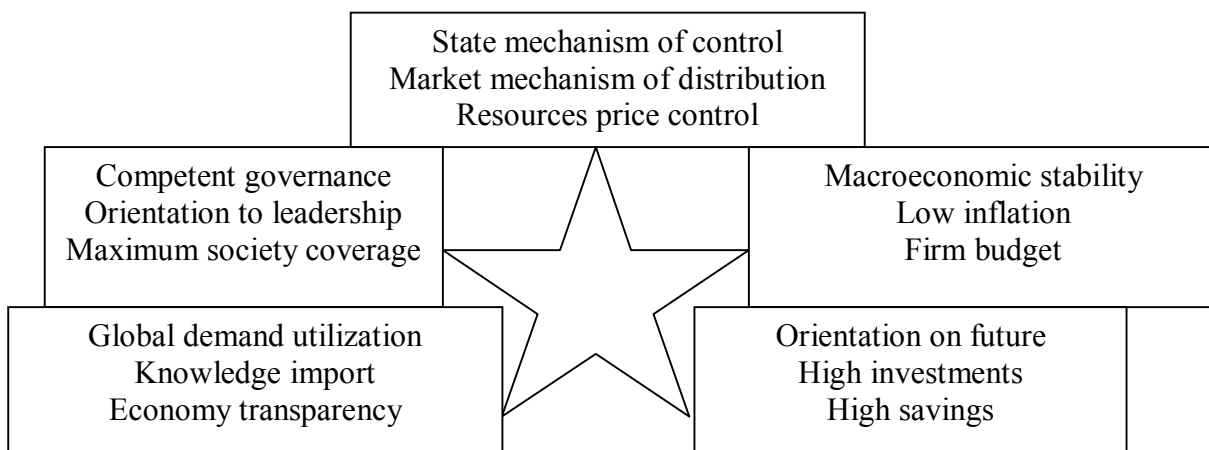 State mechanism of control
Market mechanism of distribution
Resources price control
Competent governance
Orientation to leadership
Maximum society coverage
Macroeconomic stability
Low inflation
Firm budget
Global demand utilization
Knowledge import
Economy transparency
Orientation on future
High investments
High savings